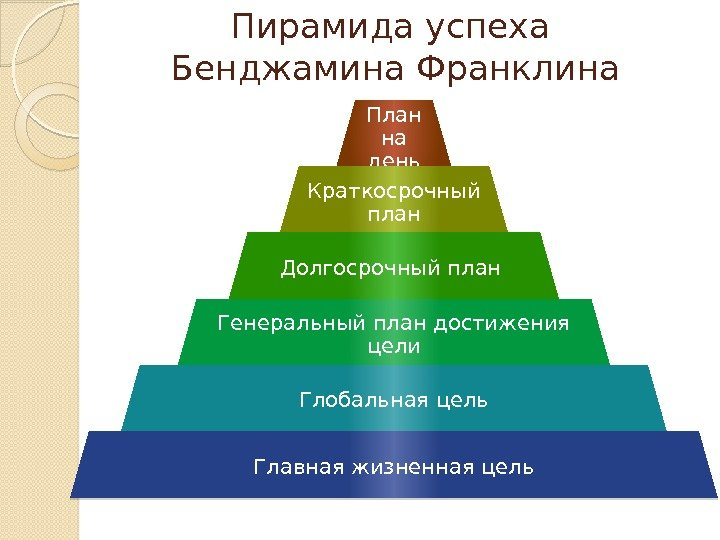 Пирамида успеха
Бенджамина Франклина
План
на
день
Краткосрочный
план
Долгосрочный план
Генеральный план достижения
цели
Глобальная цель
Главная жизненная цель